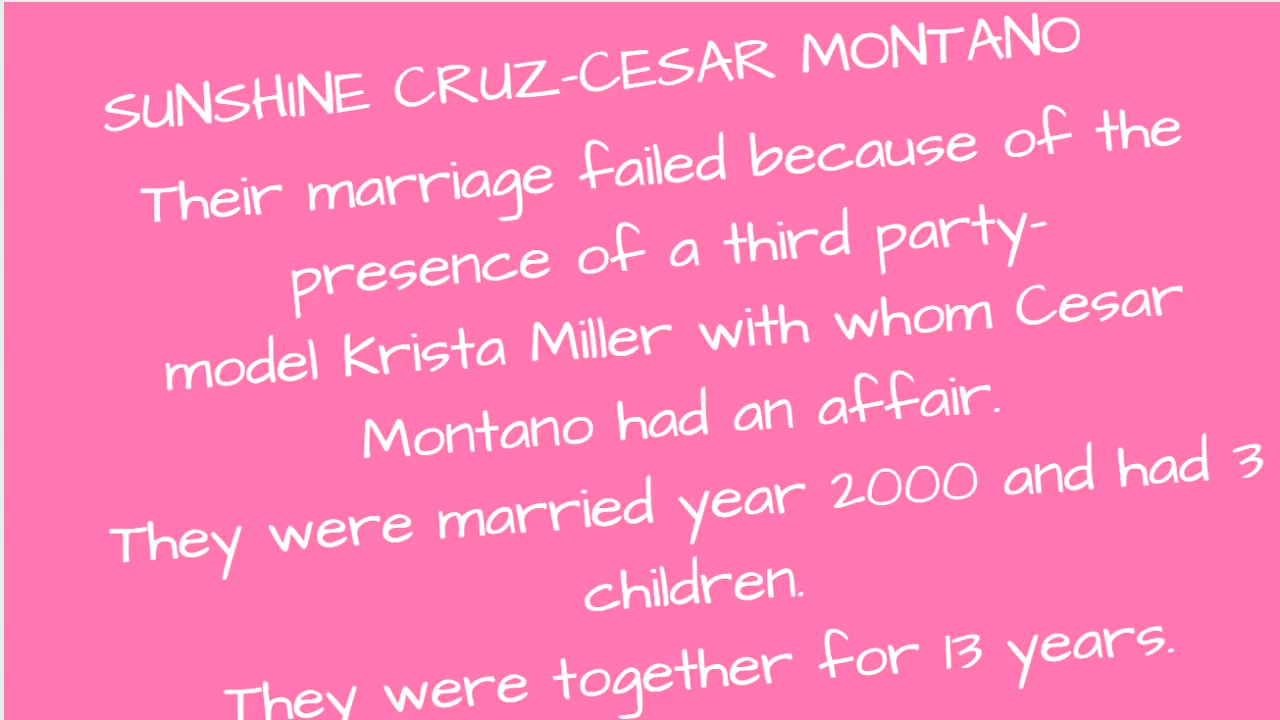 SUNSHINE CRUZ-CESAR MONTANO
Their marriage failed because of the
presence of a third party-
model Krista Miller with whom Cesar
Montano had an affair.
They were married year 2000 and had 3
children.
They were together for 13 years.